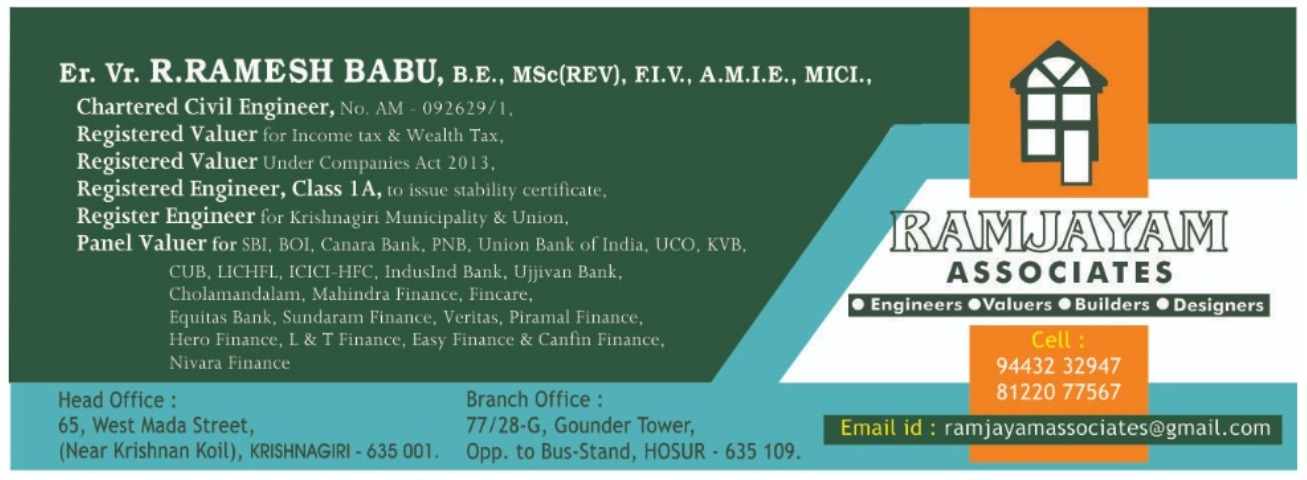 Er. Vr. R.RAMESH BABU, B.E., MSc(REV), F.I.V., A.M.I.E., MICI.,
Chartered Civil Engineer, No. AM - 092629/1,
Registered Valuer for Income tax & Wealth Tax,
Registered Valuer Under Companies Act 2013,
Registered Engineer, Class 1A, to issue stability certificate,
Register Engineer for Krishnagiri Municipality & Union,
Panel Valuer for SBI, BOI, Canara Bank, PNB, Union Bank of India, UCO, KVB,
CUB, LICHFL, ICICI-HFC, IndusInd Bank, Ujjivan Bank,
Cholamandalam, Mahindra Finance, Fincare,
Equitas Bank, Sundaram Finance, Veritas, Piramal Finance,
Hero Finance, L & T Finance, Easy Finance & Canfin Finance,
Nivara Finance
Head Office :
65, West Mada Street,
(Near Krishnan Koil), KRISHNAGIRI - 635 001.
Branch Office :
77/28-G, Gounder Tower,
Opp. to Bus-Stand, HOSUR - 635 109.
RAMJAYAM
ASSOCIATES
● Engineers ● Valuers ● Builders ● Designers
Cell :
94432 32947
81220 77567
Email id : ramjayamassociates@gmail.com